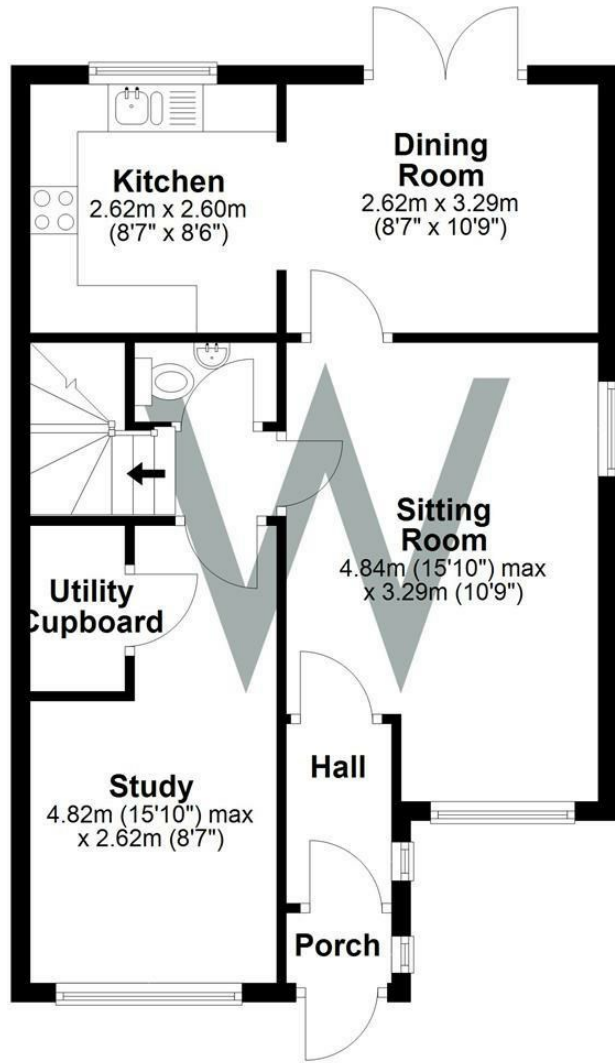 Kitchen
2.62m x 2.60m
(8'7" x 8'6")
Dining
Room
2.62m x 3.29m
(8'7" x 10'9")
Sitting
Room
4.84m (15'10") max
x 3.29m (10'9")
Utility
Cupboard
Study
4.82m (15'10") max
x 2.62m (8'7")
Hall
Porch
W